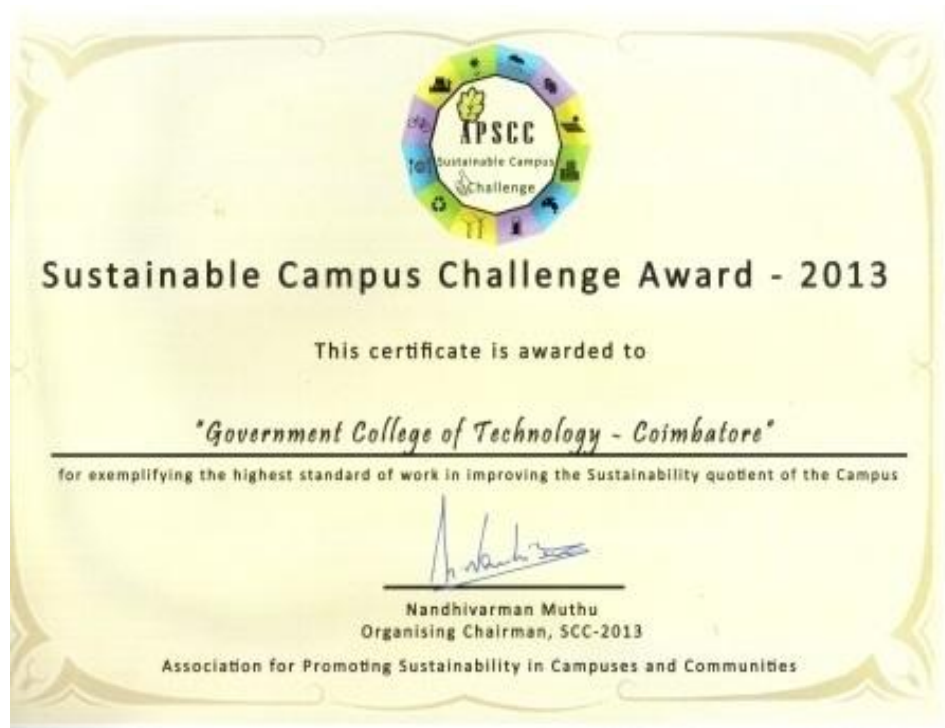 APSCC
Sustainable Campus
Challenge
Sustainable Campus Challenge Award - 2013
This certificate is awarded to
"Government College of Technology - Coimbatore"
for exemplifying the highest standard of work in improving the Sustainability quotient of the Campus
Nandhivarman Muthu
Organising Chairman, SCC-2013
Association for Promoting Sustainability in Campuses and Communities